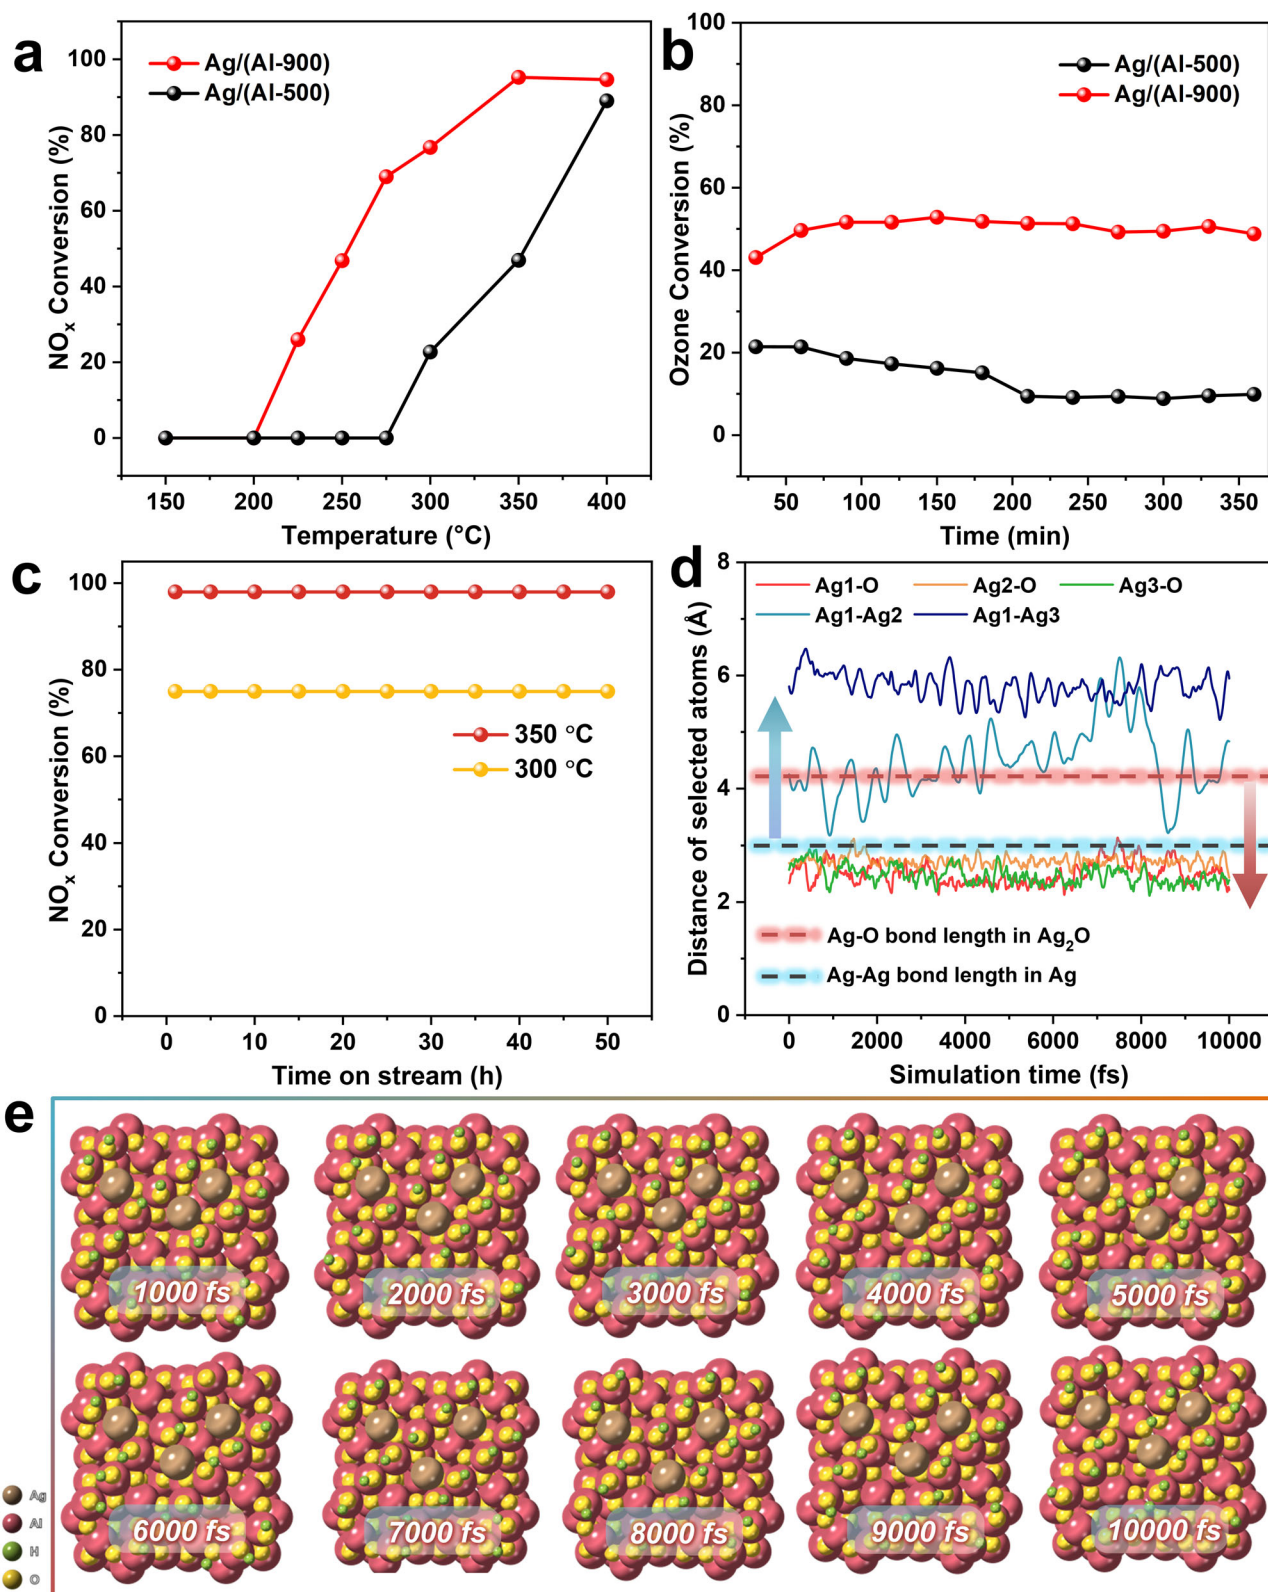 a
Ag/(Al-900)
Ag/(Al-500)
NOx Conversion (%)
100
80
60
40
20
0
150 200 250 300 350 400
Temperature (°C)
b
Ag/(Al-500)
Ag/(Al-900)
Ozone Conversion (%)
100
80
60
40
20
0
50 100 150 200 250 300 350
Time (min)
c
NOx Conversion (%)
100
80
60
40
20
0
350 °C
300 °C
0 10 20 30 40 50
Time on stream (h)
d
Distance of selected atoms (Å)
8
6
4
2
0
Ag1-O Ag2-O Ag3-O
Ag1-Ag2 Ag1-Ag3
Ag-O bond length in Ag₂O
Ag-Ag bond length in Ag
0 2000 4000 6000 8000 10000
Simulation time (fs)
e
1000 fs 2000 fs 3000 fs 4000 fs 5000 fs
6000 fs 7000 fs 8000 fs 9000 fs 10000 fs
Ag
Al
H
O